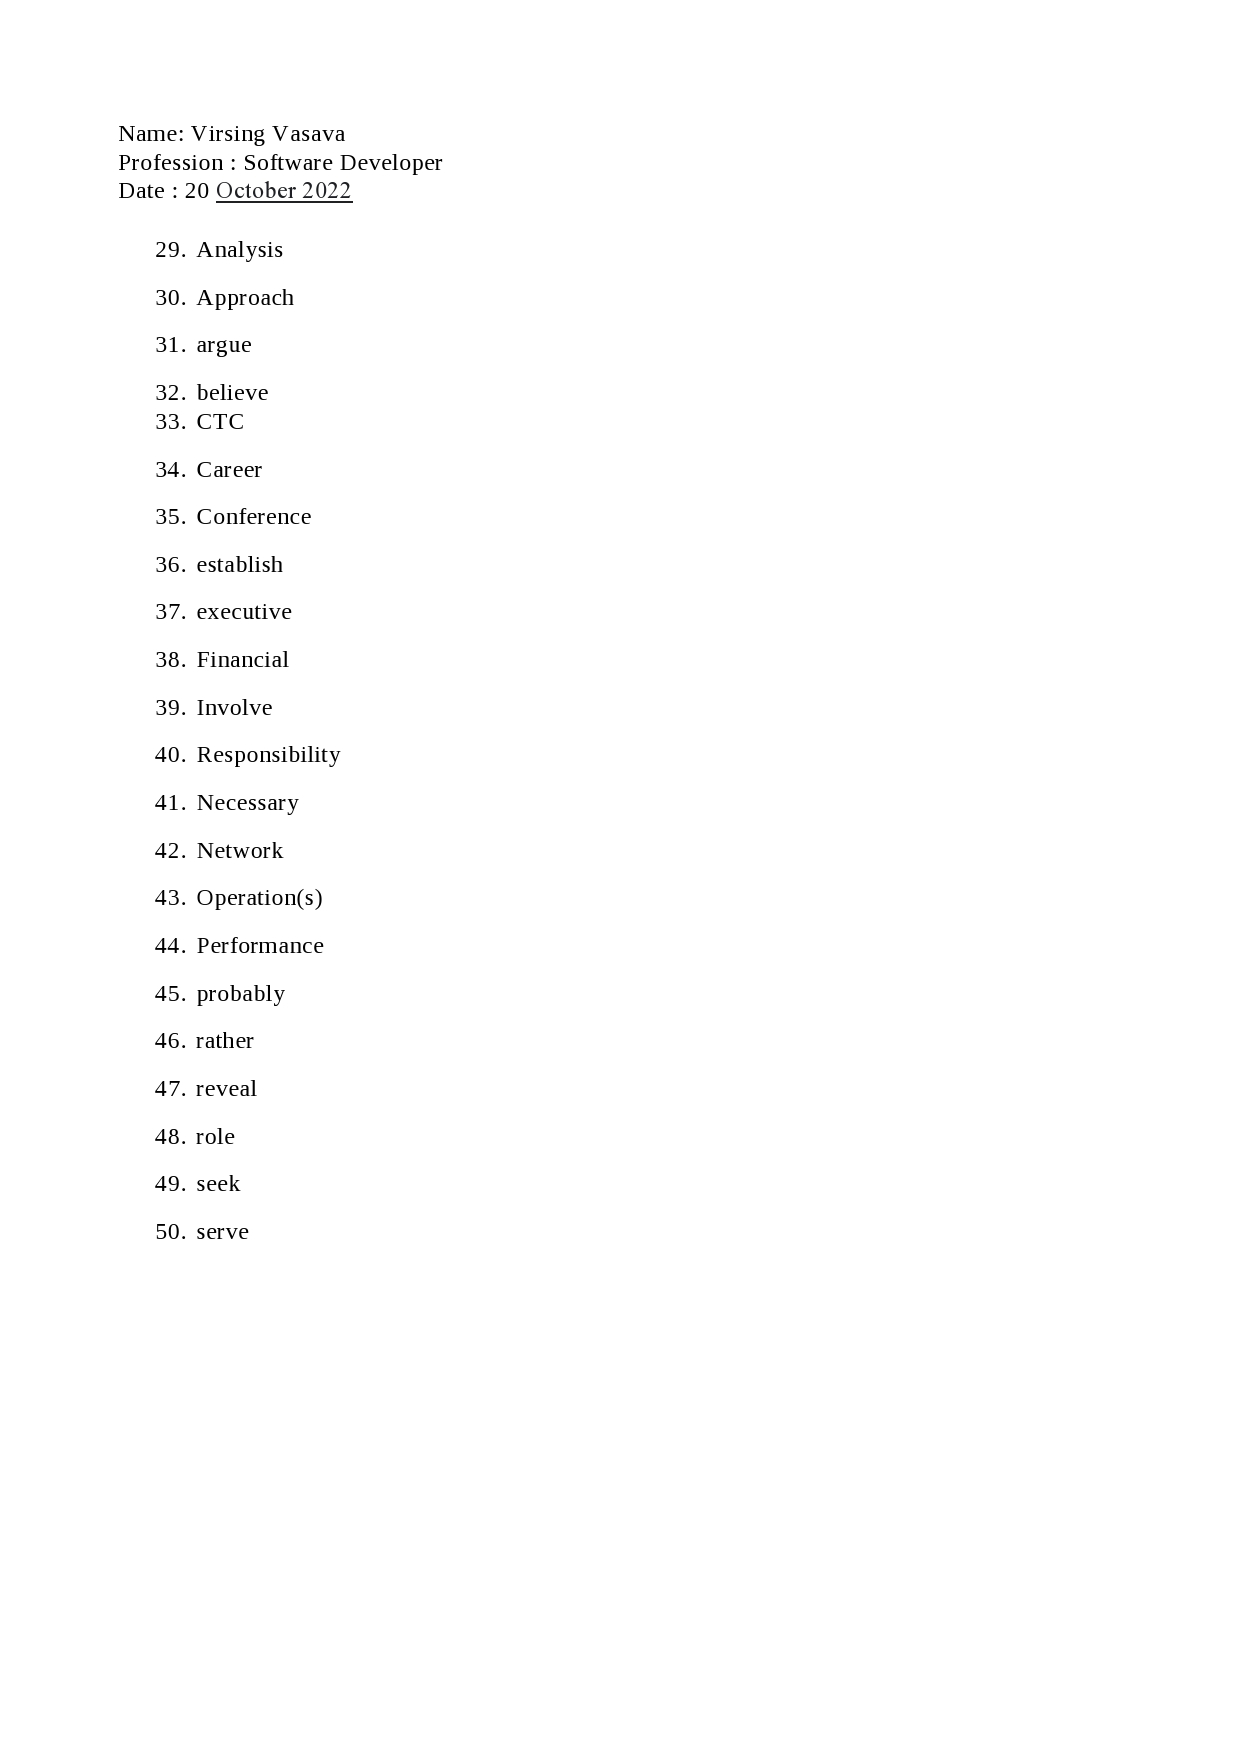 Name: Virsing Vasava
Profession : Software Developer
Date : 20 October 2022
29. Analysis
30. Approach
31. argue
32. believe
33. CTC
34. Career
35. Conference
36. establish
37. executive
38. Financial
39. Involve
40. Responsibility
41. Necessary
42. Network
43. Operation(s)
44. Performance
45. probably
46. rather
47. reveal
48. role
49. seek
50. serve